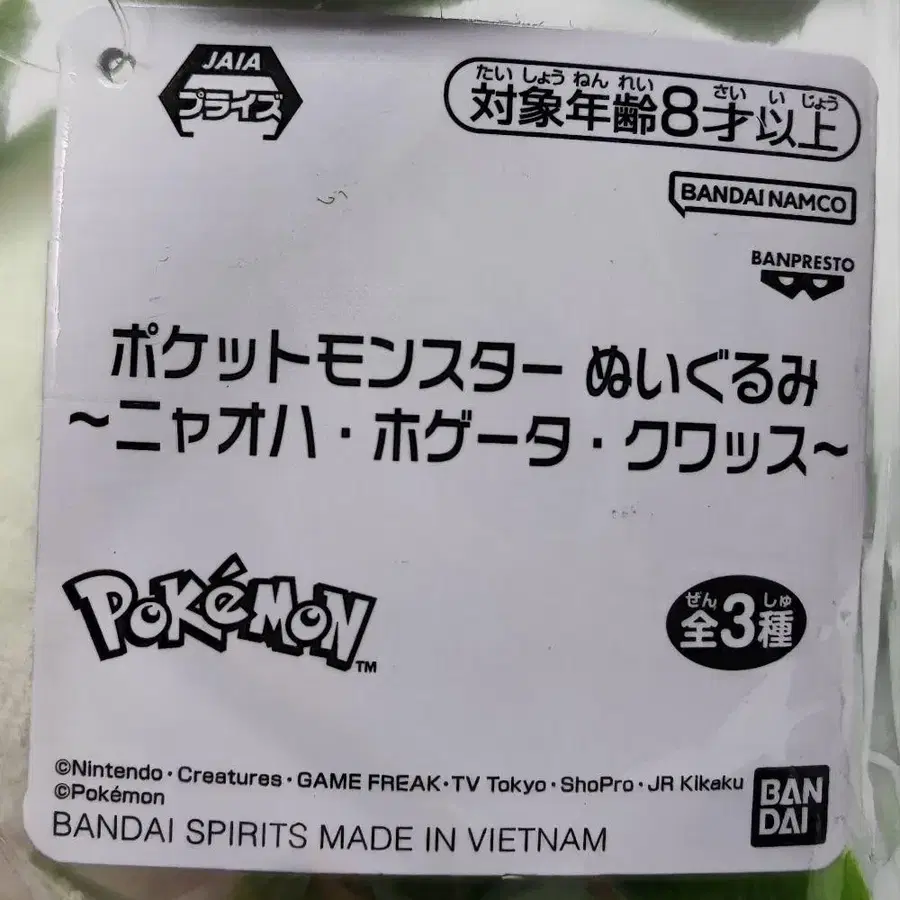 JAIA
プライズ
たいしょうねんれい さいいじょう
対象年齢8才以上
BANDAI NAMCO
BANPRESTO
ポケットモンスター ぬいぐるみ
~ニャオハ・ホゲータ・クワッス~
POKéMON™
ぜん しゅ
全3種
©Nintendo・Creatures・GAME FREAK・TV Tokyo・ShoPro・JR Kikaku
©Pokémon
BANDAI SPIRITS MADE IN VIETNAM
BAN
DAI